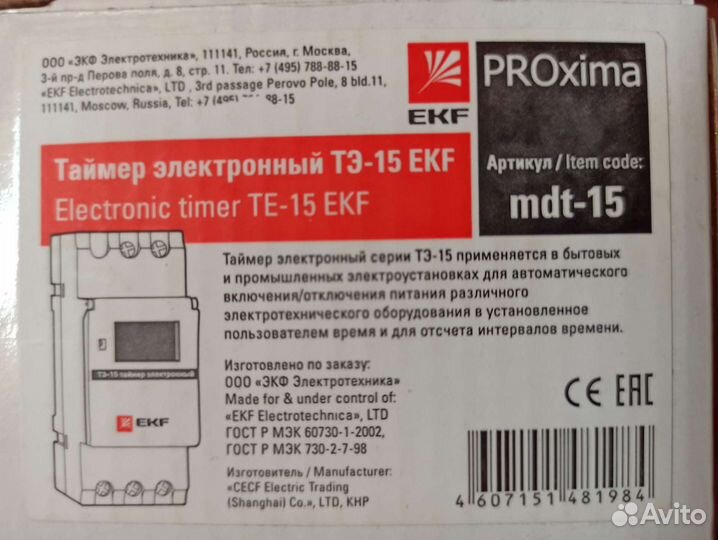 ООО «ЭКФ Электротехника», 111141, Россия, г. Москва,
3-й пр-д Перова поля, д. 8, стр. 11. Тел: +7 (495) 788-88-15
«EKF Electrotechnica», LTD , 3rd passage Perovo Pole, 8 bld.11,
111141, Moscow, Russia, Tel: +7 (495) 88-15
EKF
PROxima
Таймер электронный ТЭ-15 EKF
Electronic timer TE-15 EKF
Артикул / Item code:
mdt-15
Таймер электронный серии ТЭ-15 применяется в бытовых
и промышленных электроустановках для автоматического
включения/отключения питания различного
электротехнического оборудования в установленное
пользователем время и для отсчета интервалов времени.
ТЭ-15 таймер электронный
EKF
Изготовлено по заказу:
ООО «ЭКФ Электротехника»
Made for & under control of:
«EKF Electrotechnica», LTD
ГОСТ Р МЭК 60730-1-2002,
ГОСТ Р МЭК 730-2-7-98
Изготовитель / Manufacturer:
«CECF Electric Trading
(Shanghai) Co.», LTD, КНР
CE EAC
4 607151 481984
Avito